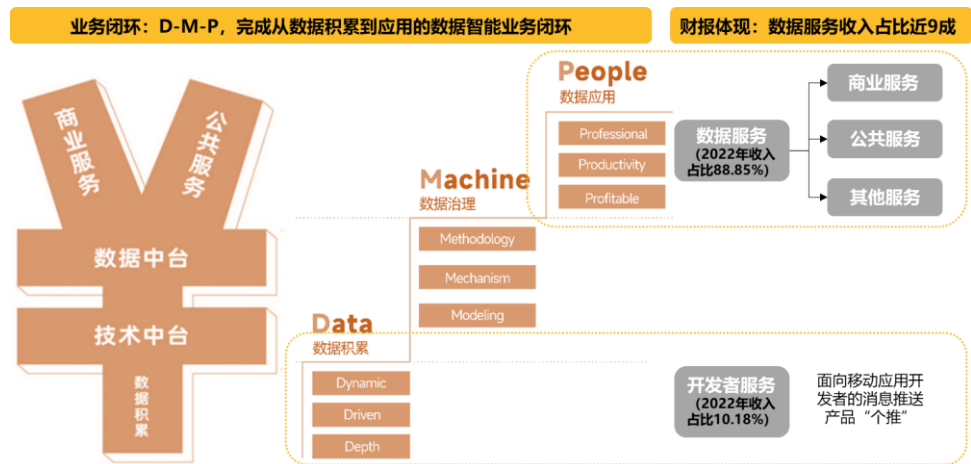 业务闭环：D-M-P，完成从数据积累到应用的数据智能业务闭环
财报体现：数据服务收入占比近9成
商业服务
公共服务
数据中台
技术中台
数据积累
People
数据应用
Professional
Productivity
Profitable
Machine
数据治理
Methodology
Mechanism
Modeling
Data
数据积累
Dynamic
Driven
Depth
数据服务
（2022年收入
占比88.85%）
商业服务
公共服务
其他服务
开发者服务
（2022年收入
占比10.18%）
面向移动应用开
发者的消息推送
产品“个推”